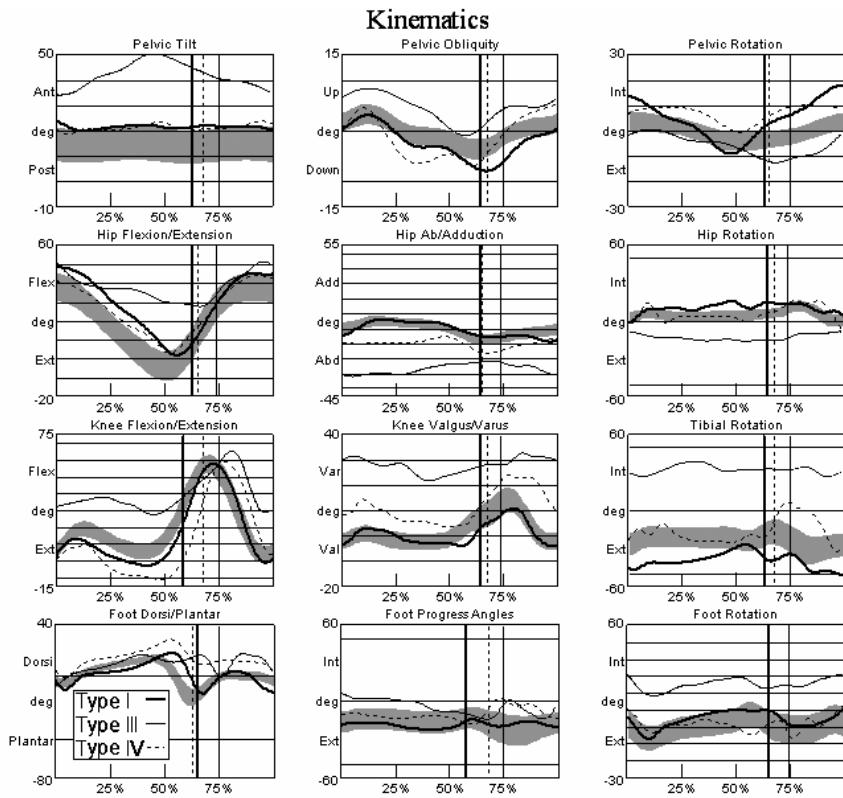 Kinematics
Pelvic Tilt
Pelvic Obliquity
Pelvic Rotation
50
15
30
Ant
Up
Int
deg
deg
deg
Post
Down
Ext
-10
-15
-30
25% 50% 75%
25% 50% 75%
25% 50% 75%
Hip Flexion/Extension
Hip Ab/Adduction
Hip Rotation
60
55
60
Flex
Add
Int
deg
deg
deg
Ext
Abd
Ext
-20
-45
-60
25% 50% 75%
25% 50% 75%
25% 50% 75%
Knee Flexion/Extension
Knee Valgus/Varus
Tibial Rotation
75
40
60
Flex
Var
Int
deg
deg
deg
Ext
Val
Ext
-15
-20
-60
25% 50% 75%
25% 50% 75%
25% 50% 75%
Foot Dorsi/Plantar
Foot Progress Angles
Foot Rotation
40
60
60
Dorsi
Int
Int
deg
deg
deg
Plantar
Ext
Ext
-80
-60
-30
25% 50% 75%
25% 50% 75%
25% 50% 75%
Type I
Type III
Type IV